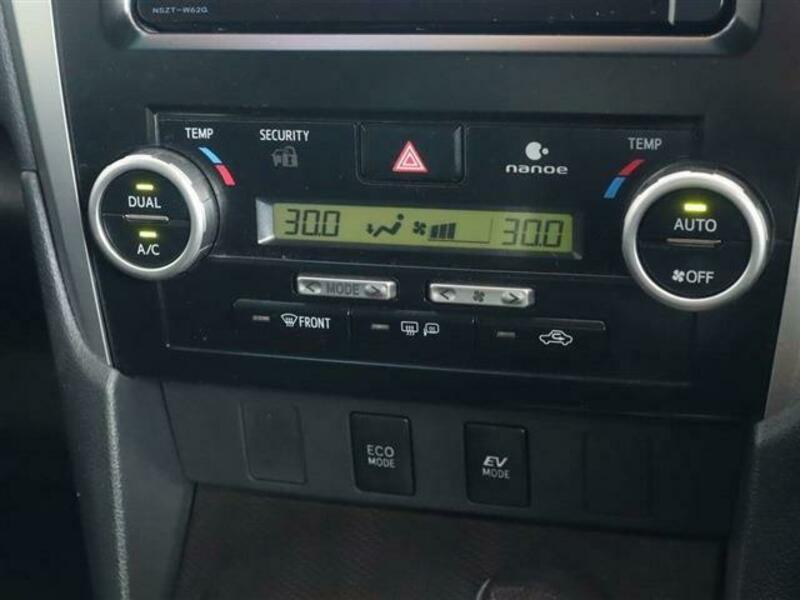 NSZT-W62G
TEMP
SECURITY
nanoe
TEMP
DUAL
A/C
30.0
30.0
AUTO
OFF
MODE
FRONT
ECO
MODE
EV
MODE